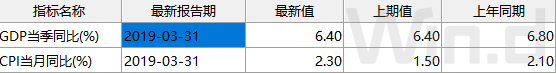 指标名称 最新报告期 最新值 上期值 上年同期
GDP当季同比(%) 2019-03-31 6.40 6.40 6.80
CPI当月同比(%) 2019-03-31 2.30 1.50 2.10
Win.d